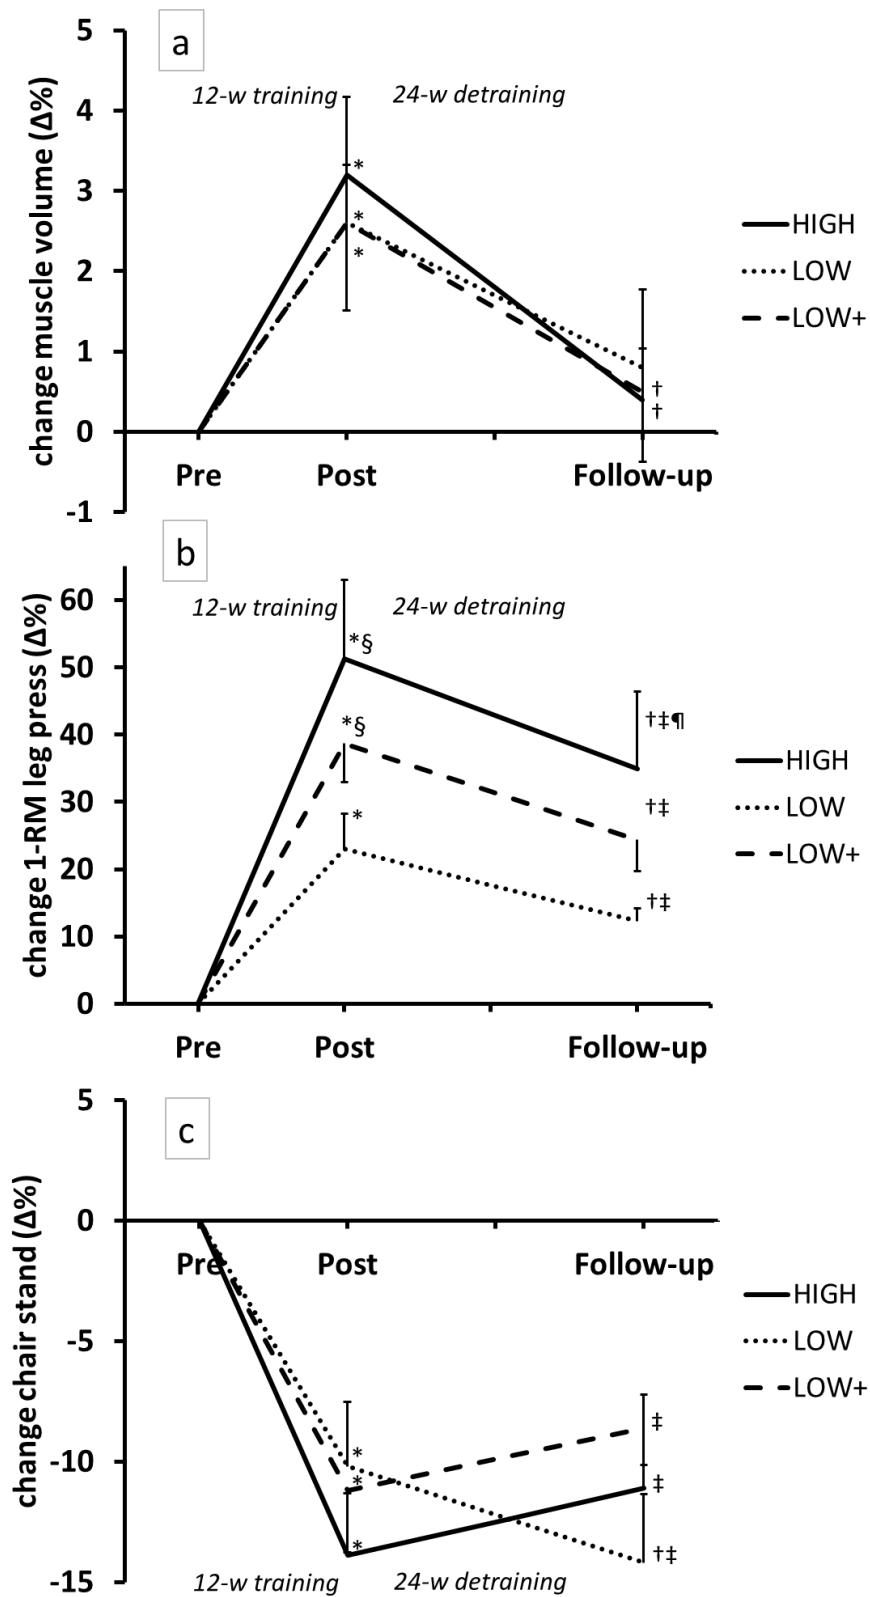 a
5
4
3
2
1
0
-1
change muscle volume (Δ%)
12-w training
24-w detraining
*
*
*
†
†
Pre
Post
Follow-up
HIGH
LOW
LOW+
b
60
50
40
30
20
10
0
change 1-RM leg press (Δ%)
12-w training
24-w detraining
*§
*§
*
†‡¶
†‡
†‡
Pre
Post
Follow-up
HIGH
LOW
LOW+
c
5
0
-5
-10
-15
change chair stand (Δ%)
Pre
Post
Follow-up
*
*
*
‡
‡
†‡
12-w training
24-w detraining
HIGH
LOW
LOW+